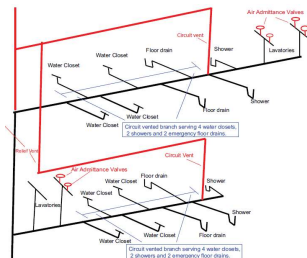 Air Admittance Valves
Circuit vent
Shower
Floor drain
Water Closet
Water Closet
Lavatories
Floor drain
Shower
Water Closet
Water Closet
Circuit vented branch serving 4 water closets,
2 showers and 2 emergency floor drains.
Relief Vent
Circuit Vent
Air Admittance Valves
Floor drain
Water Closet
Water Closet
Shower
Lavatories
Shower
Floor drain
Water Closet
Water Closet
Circuit vented branch serving 4 water closets,
2 showers and 2 emergency floor drains.